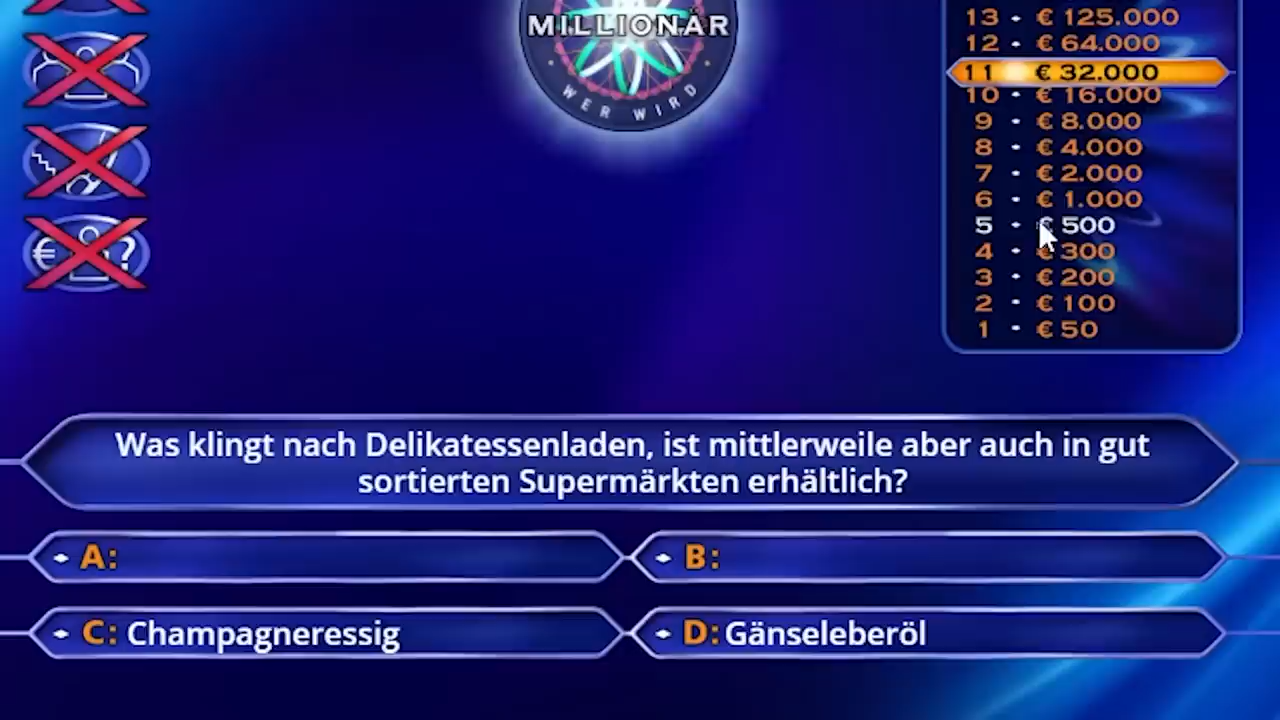 MILLIONÄR
WER WIRD
13 • € 125.000
12 • € 64.000
11 € 32.000
10 • € 16.000
9 • € 8.000
8 • € 4.000
7 • € 2.000
6 • € 1.000
5 • € 500
4 • € 300
3 • € 200
2 • € 100
1 • € 50
€ ?
Was klingt nach Delikatessenladen, ist mittlerweile aber auch in gut
sortierten Supermärkten erhältlich?
A:
B:
C: Champagneressig
D: Gänseleberöl